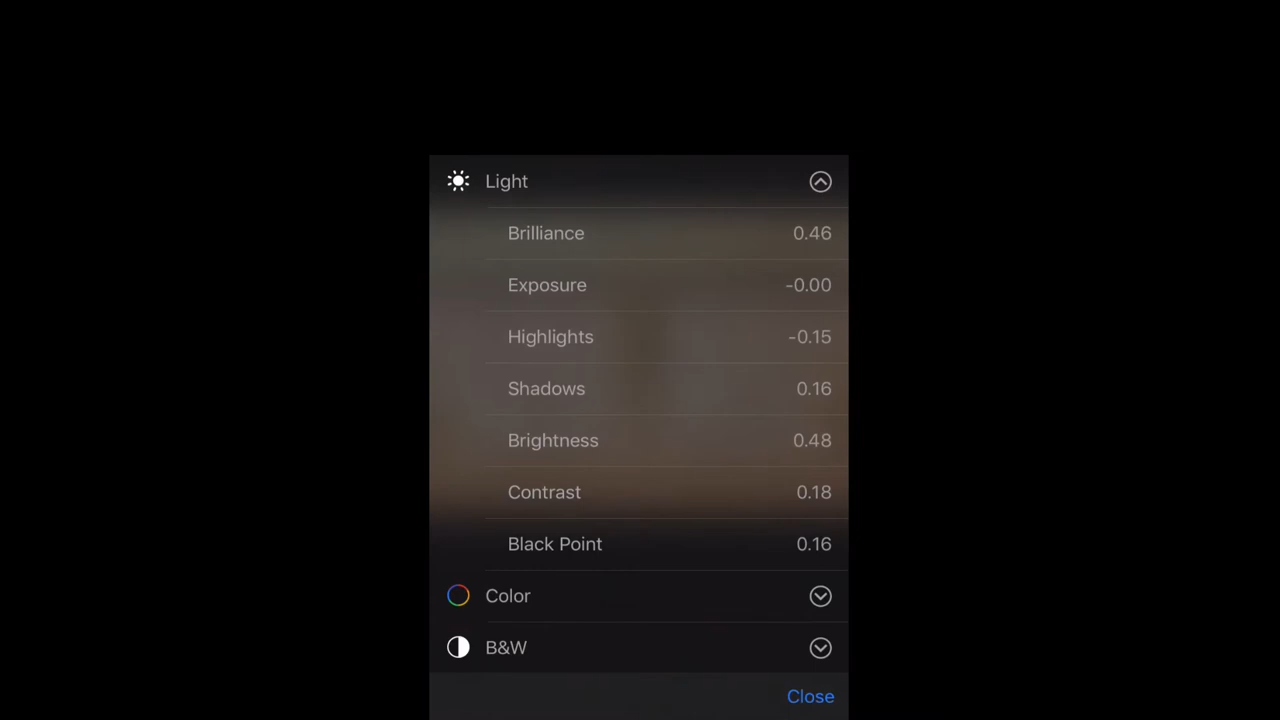 Light
Brilliance 0.46
Exposure -0.00
Highlights -0.15
Shadows 0.16
Brightness 0.48
Contrast 0.18
Black Point 0.16
Color
B&W
Close